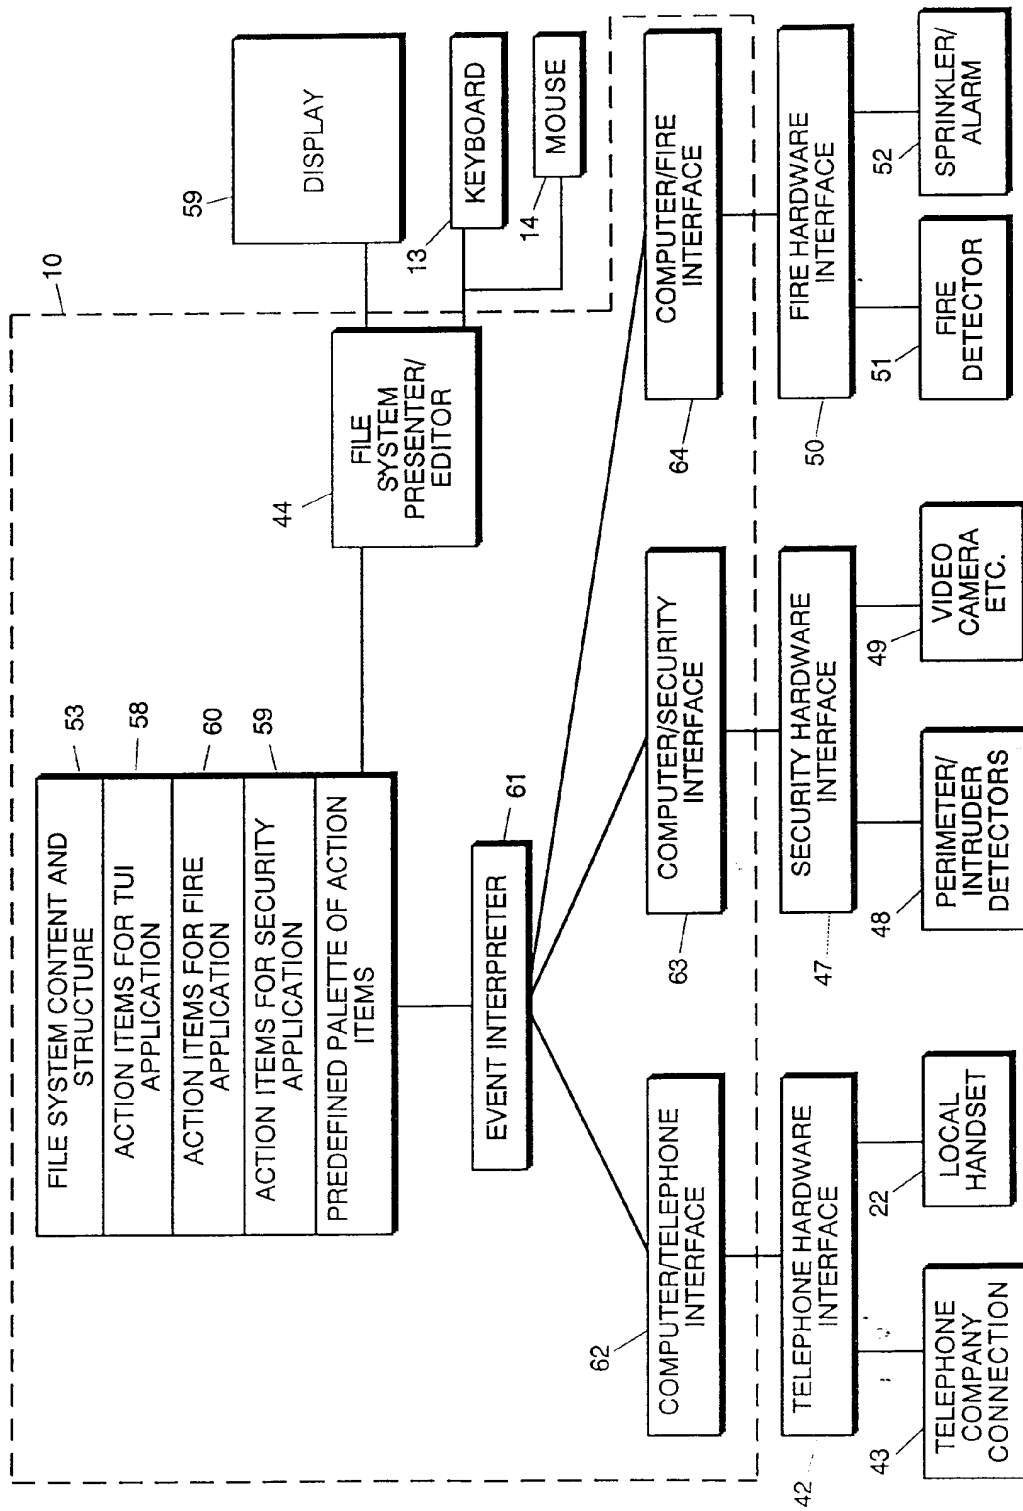 10
FILE SYSTEM CONTENT AND
STRUCTURE
53
ACTION ITEMS FOR TUI
APPLICATION
58
ACTION ITEMS FOR FIRE
APPLICATION
60
ACTION ITEMS FOR SECURITY
APPLICATION
59
PREDEFINED PALETTE OF ACTION
ITEMS
44
FILE
SYSTEM
PRESENTER/
EDITOR
59
DISPLAY
13
KEYBOARD
14
MOUSE
EVENT INTERPRETER
61
62
COMPUTER/TELEPHONE
INTERFACE
63
COMPUTER/SECURITY
INTERFACE
64
COMPUTER/FIRE
INTERFACE
42
TELEPHONE HARDWARE
INTERFACE
47
SECURITY HARDWARE
INTERFACE
50
FIRE HARDWARE
INTERFACE
43
TELEPHONE
COMPANY
CONNECTION
22
LOCAL
HANDSET
48
PERIMETER/
INTRUDER
DETECTORS
49
VIDEO
CAMERA
ETC.
51
FIRE
DETECTOR
52
SPRINKLER/
ALARM